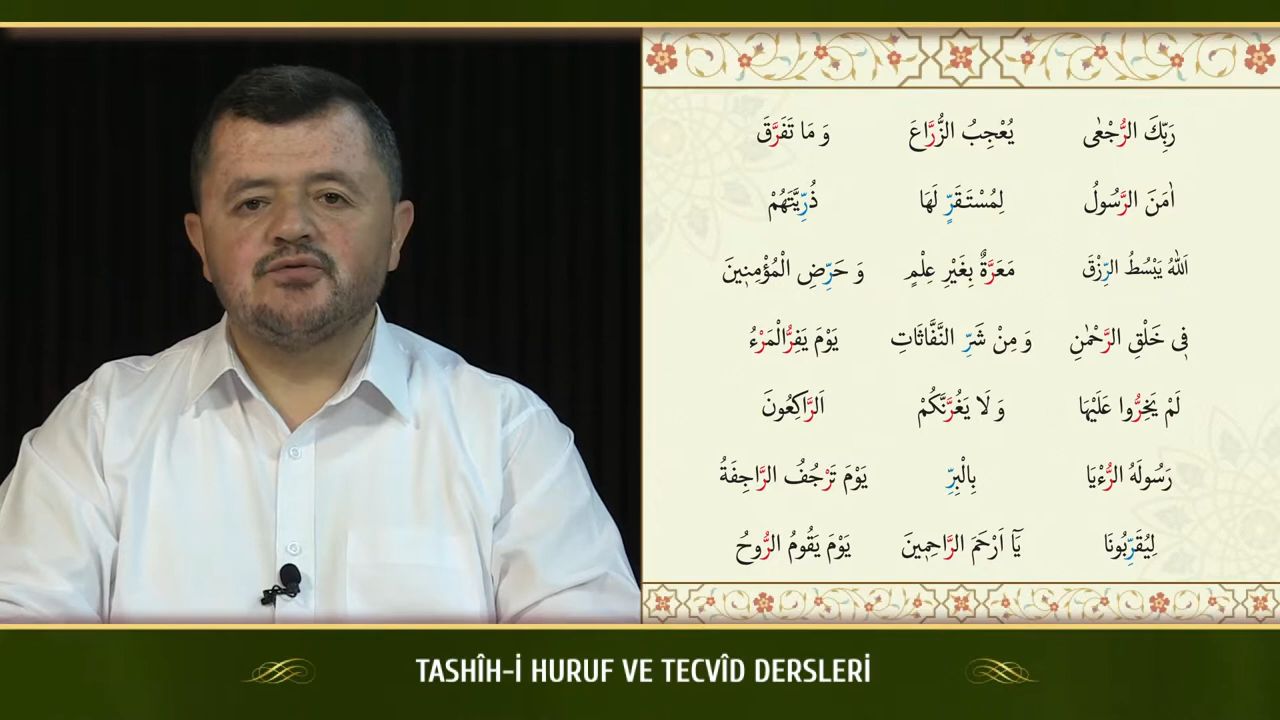 رَبِّكَ الرُّجْعٰى يُعْجِبُ الزُّرَّاعَ وَ مَا تَفَرَّقَ
اٰمَنَ الرَّسُولُ لِمُسْتَقَرٍّ لَهَا ذُرِّيَّتَهُمْ
اَللّٰهُ يَبْسُطُ الرِّزْقَ مَعَرَّةٌ بِغَيْرِ عِلْمٍ وَ حَرِّضِ الْمُؤْمِنٖينَ
فٖى خَلْقِ الرَّحْمٰنِ وَ مِنْ شَرِّ النَّفَّاثَاتِ يَوْمَ يَفِرُّالْمَرْءُ
لَمْ يَخِرُّوا عَلَيْهَا وَ لَا يَغُرَّنَّكُمْ اَلرَّاكِعُونَ
رَسُولَهُ الرُّءْيَا بِالْبِرِّ يَوْمَ تَرْجُفُ الرَّاجِفَةُ
لِيُقَرِّبُونَا يَٓا اَرْحَمَ الرَّاحِمٖينَ يَوْمَ يَقُومُ الرُّوحُ
TASHÎH-İ HURUF VE TECVÎD DERSLERİ